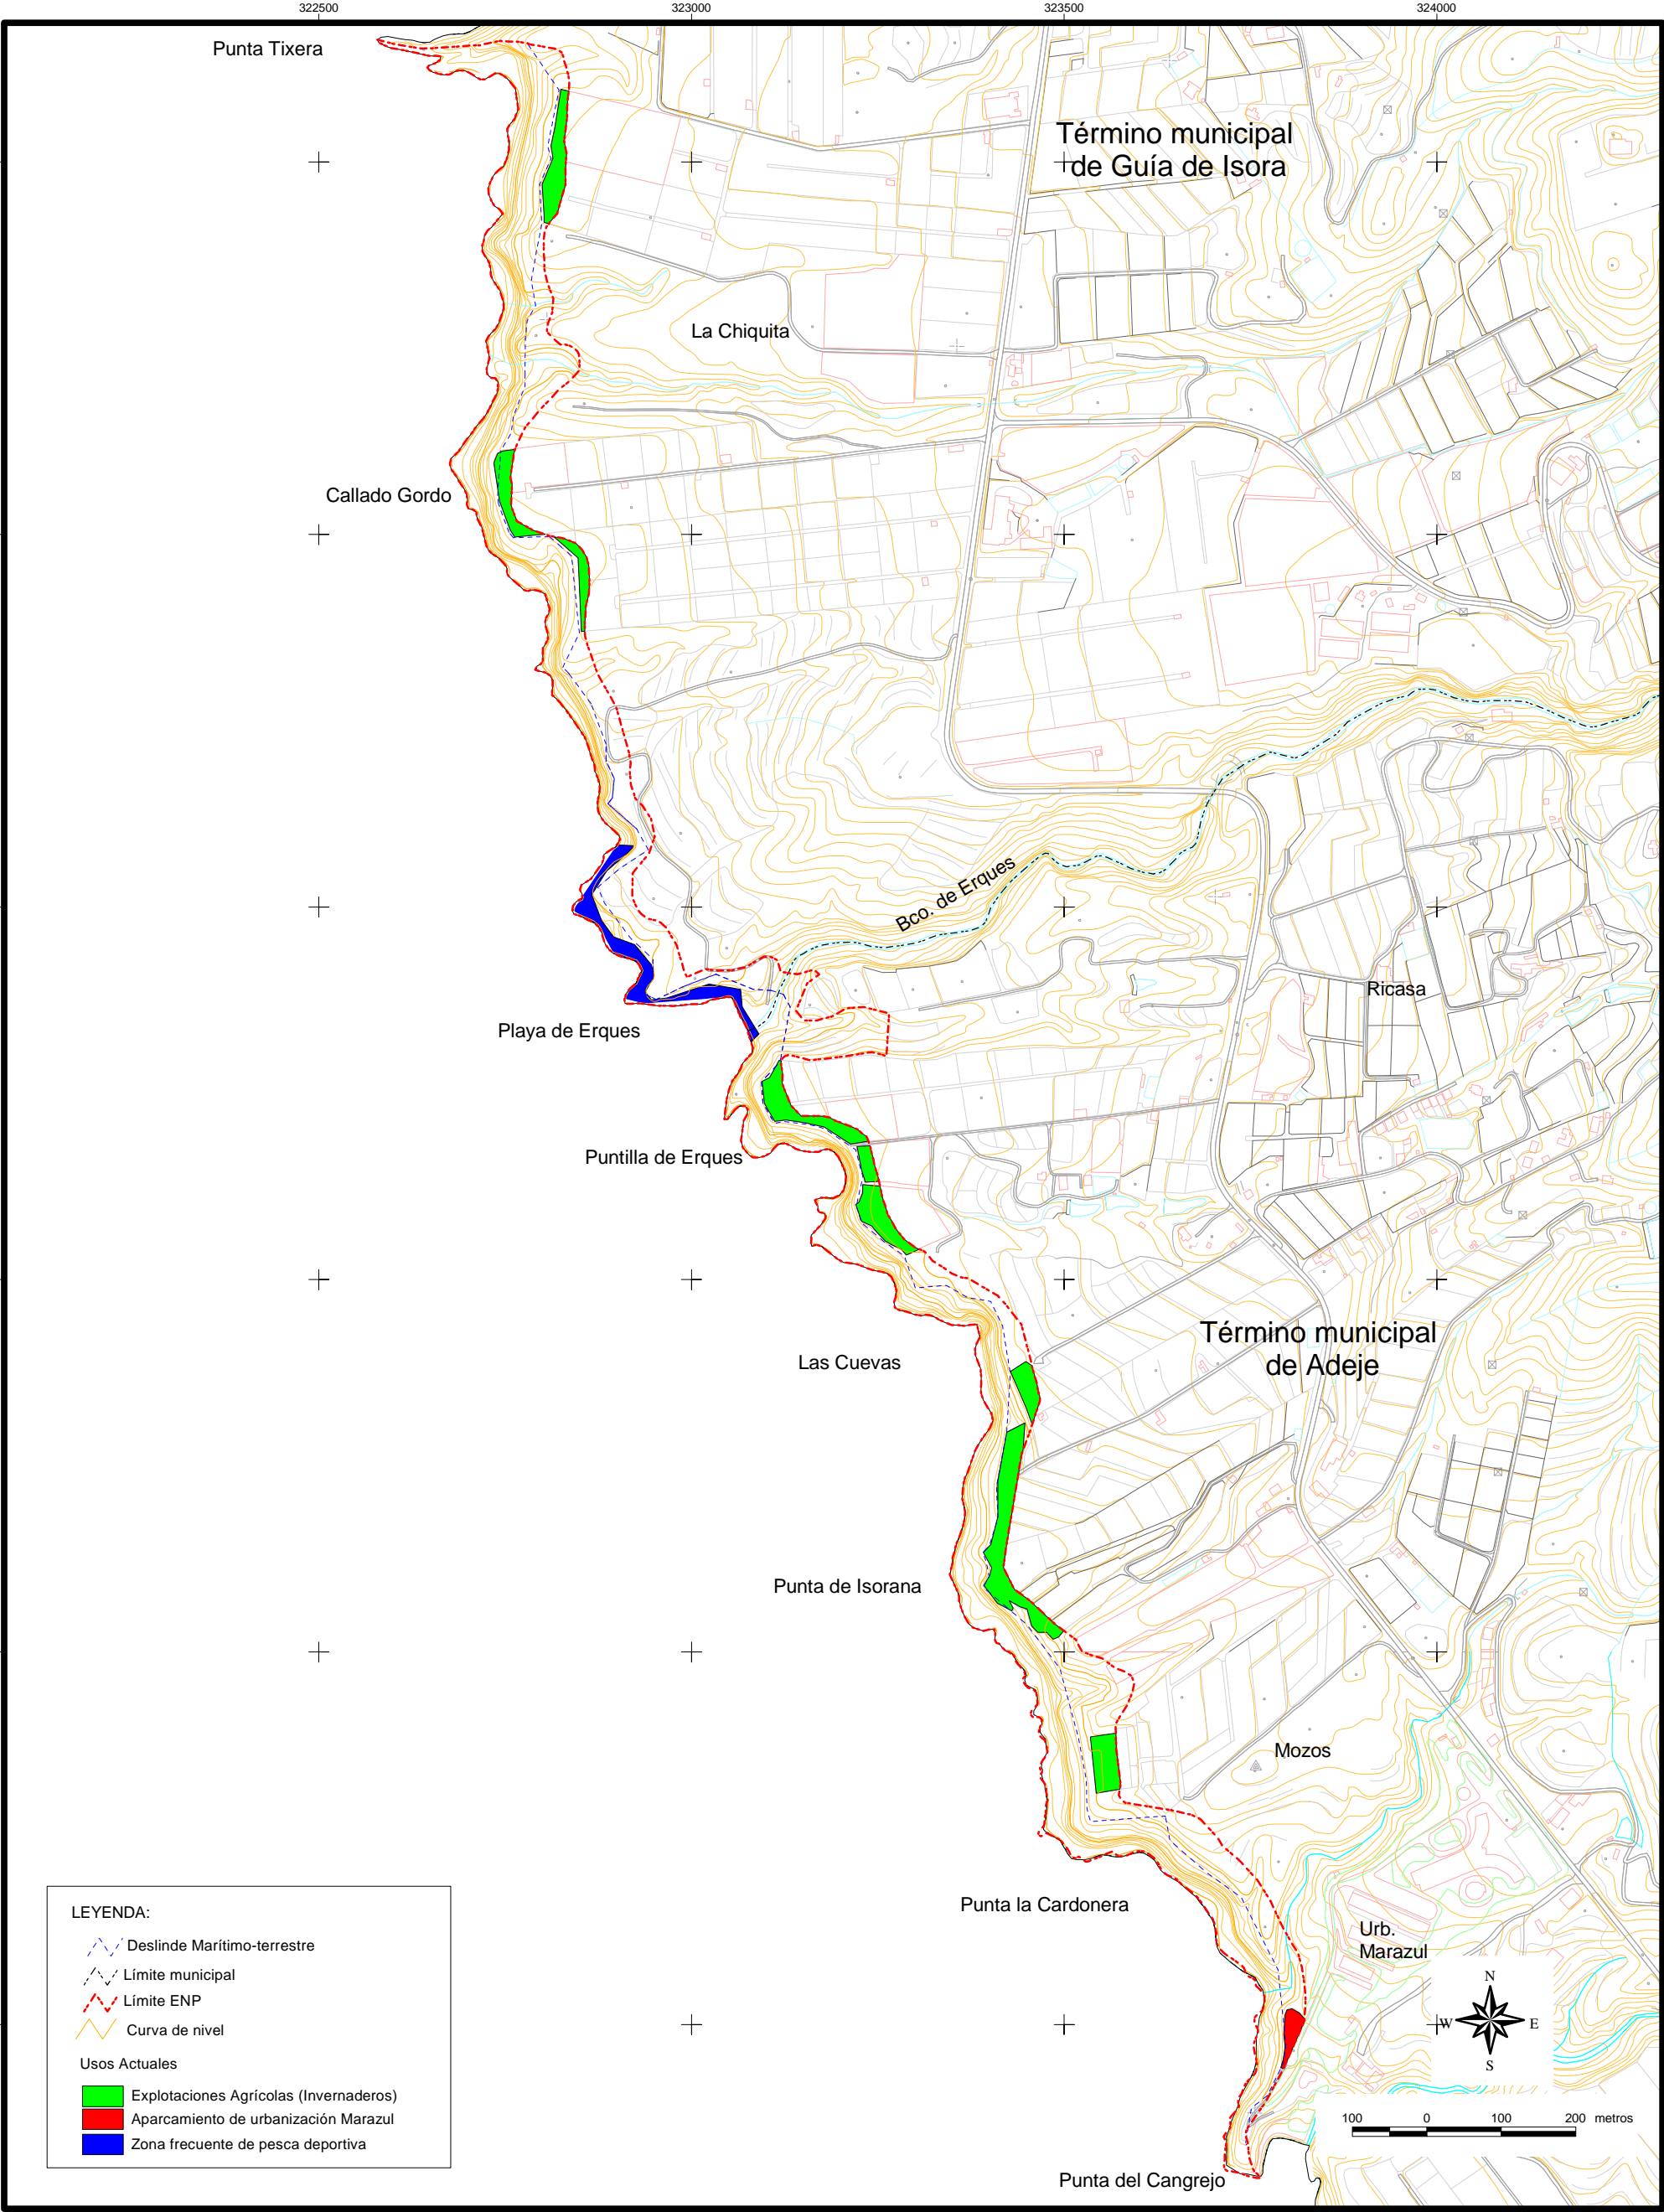 322500
323000
323500
324000
Punta Tixera
Término municipal
de Guía de Isora
La Chiquita
Callado Gordo
Bco. de Erques
Ricasa
Playa de Erques
Puntilla de Erques
Término municipal
de Adeje
Las Cuevas
Punta de Isorana
Mozos
Punta la Cardonera
Urb.
Marazul
LEYENDA:
Deslinde Marítimo-terrestre
Límite municipal
Límite ENP
Curva de nivel
Usos Actuales
Explotaciones Agrícolas (Invernaderos)
Aparcamiento de urbanización Marazul
Zona frecuente de pesca deportiva
N
W
E
S
100 0 100 200 metros
Punta del Cangrejo